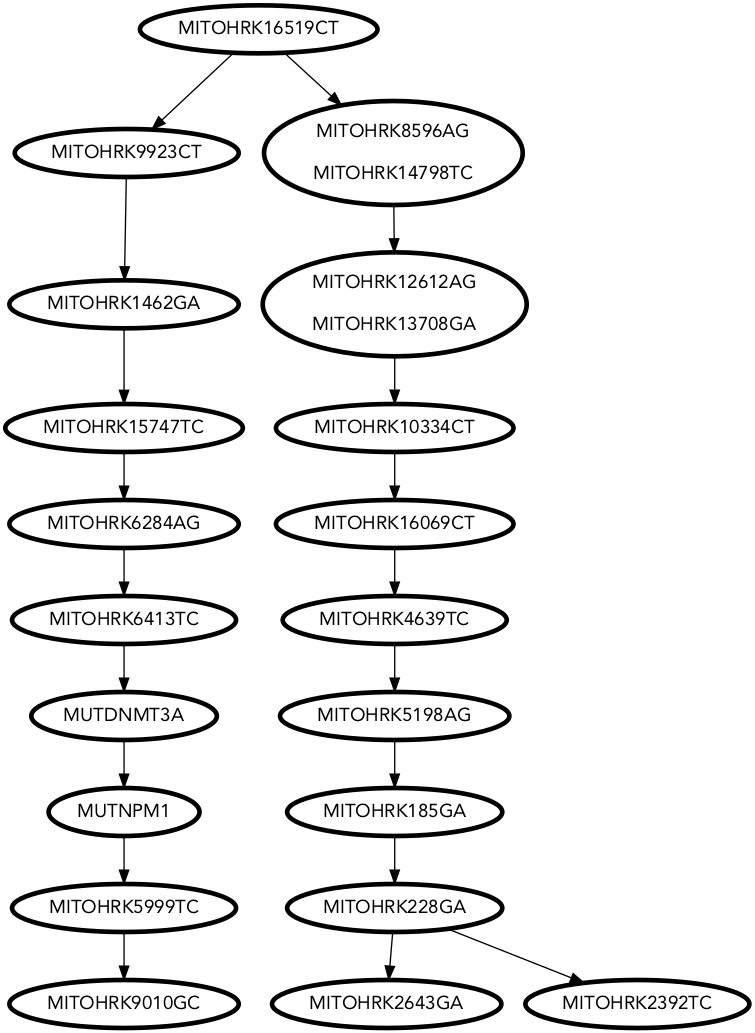 MITOHRK16519CT
MITOHRK9923CT
MITOHRK8596AG
MITOHRK14798TC
MITOHRK1462GA
MITOHRK12612AG
MITOHRK13708GA
MITOHRK15747TC
MITOHRK10334CT
MITOHRK6284AG
MITOHRK16069CT
MITOHRK6413TC
MITOHRK4639TC
MUTDNMT3A
MITOHRK5198AG
MUTNPM1
MITOHRK185GA
MITOHRK5999TC
MITOHRK228GA
MITOHRK9010GC
MITOHRK2643GA
MITOHRK2392TC